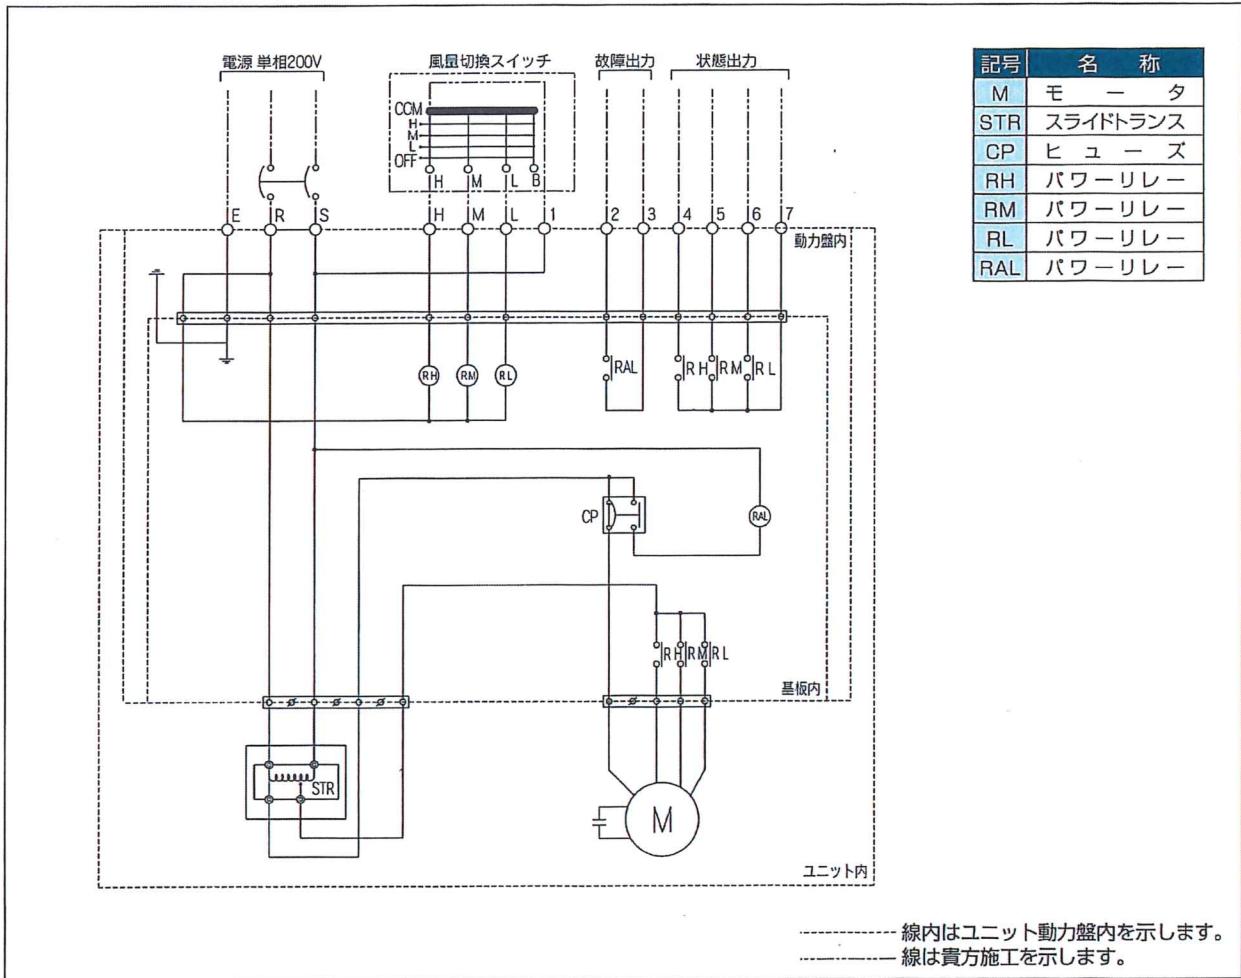 電源 単相200V
風量切換スイッチ
故障出力
状態出力
COM
H
M
L
OFF
H M L B
E R S H M L 1 2 3 4 5 6 7
動力盤内
RH RM RL RAL RH RM RL
CP
RAL
RH RM RL
基板内
STR
M
ユニット内
記号 名 称
M モータ
STR スライドトランス
CP ヒューズ
RH パワーリレー
RM パワーリレー
RL パワーリレー
RAL パワーリレー
線内はユニット動力盤内を示します。
線は貴方施工を示します。